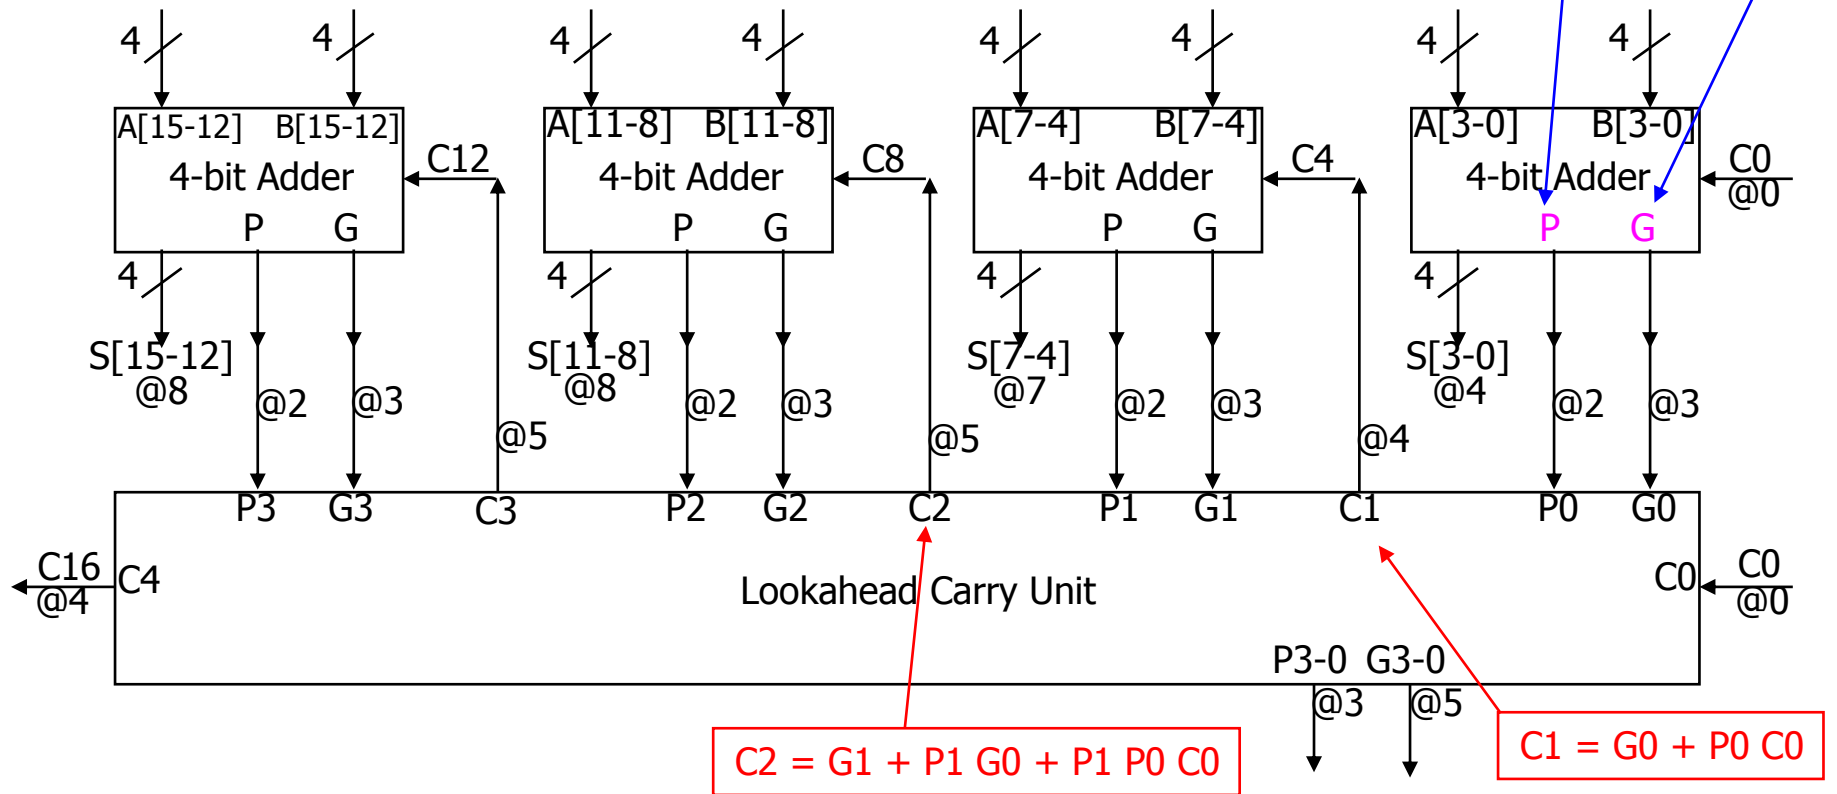 4 4 4 4 4 4 4 4
A[15-12] B[15-12] A[11-8] B[11-8] A[7-4] B[7-4] A[3-0] B[3-0]
4-bit Adder C12 4-bit Adder C8 4-bit Adder C4 4-bit Adder C0
@0
P G P G P G P G
4 4 4 4
S[15-12] S[11-8] S[7-4] S[3-0]
@8 @8 @7 @4
@2 @3 @2 @3 @2 @3 @2 @3
@5 @5 @4
P3 G3 C3 P2 G2 C2 P1 G1 C1 P0 G0
C16 C4 Lookahead Carry Unit C0 C0
@4 @0
P3-0 G3-0
@3 @5
C2 = G1 + P1 G0 + P1 P0 C0
C1 = G0 + P0 C0